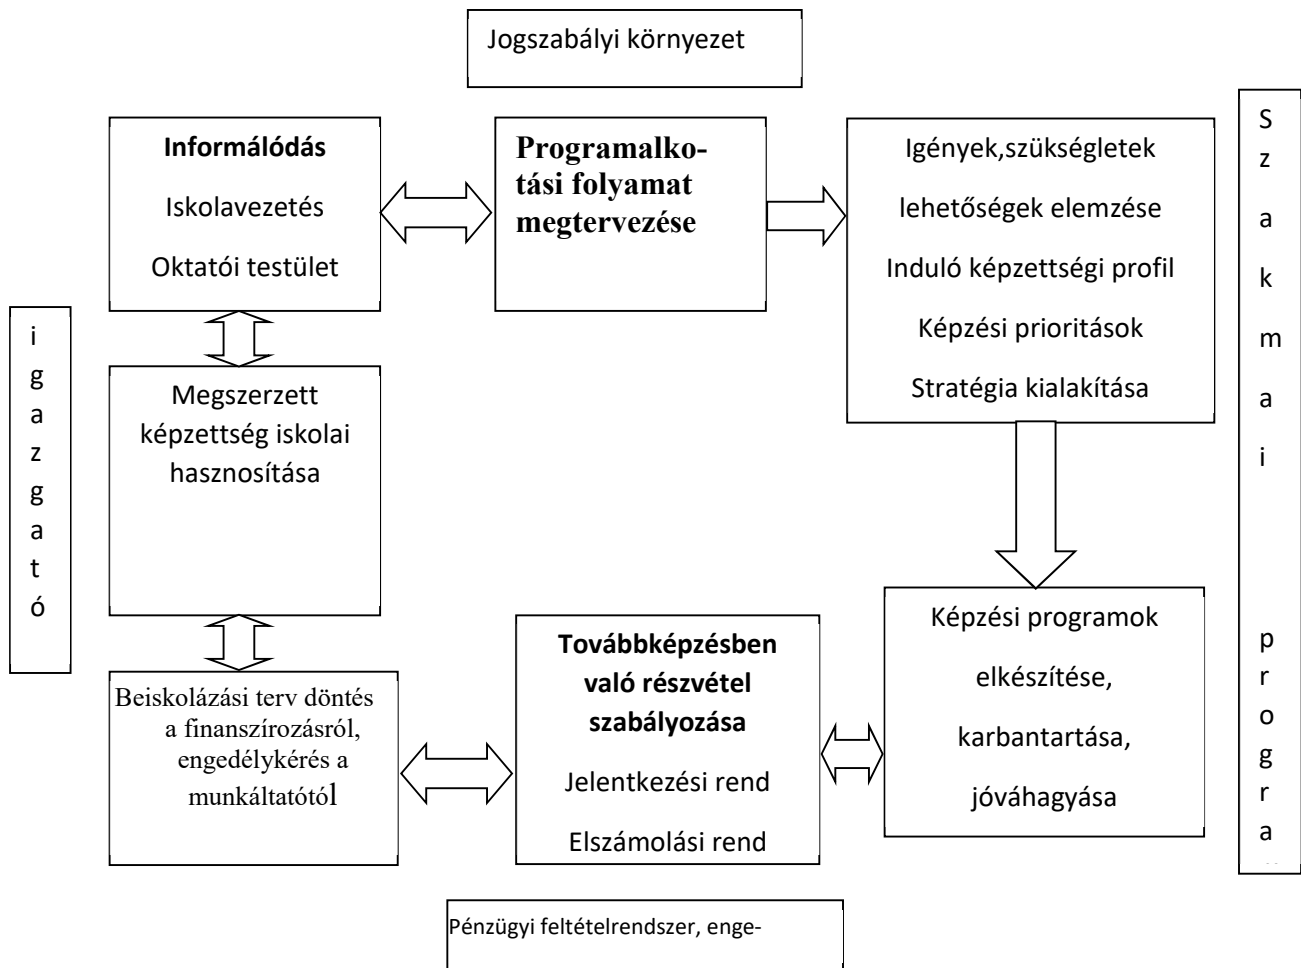 Jogszabályi környezet
Informálódás
Iskolavezetés
Oktatói testület
Programalko-
tási folyamat
megtervezése
Igények,szükségletek
lehetőségek elemzése
Induló képzettségi profil
Képzési prioritások
Stratégia kialakítása
S
z
a
k
m
a
i
p
r
o
g
r
a
i
g
a
z
g
a
t
ó
Megszerzett
képzettség iskolai
hasznosítása
Képzési programok
elkészítése,
karbantartása,
jóváhagyása
Továbbképzésben
való részvétel
szabályozása
Jelentkezési rend
Elszámolási rend
Beiskolázási terv döntés
a finanszírozásról,
engedélykérés a
munkáltatótól
Pénzügyi feltételrendszer, enge-